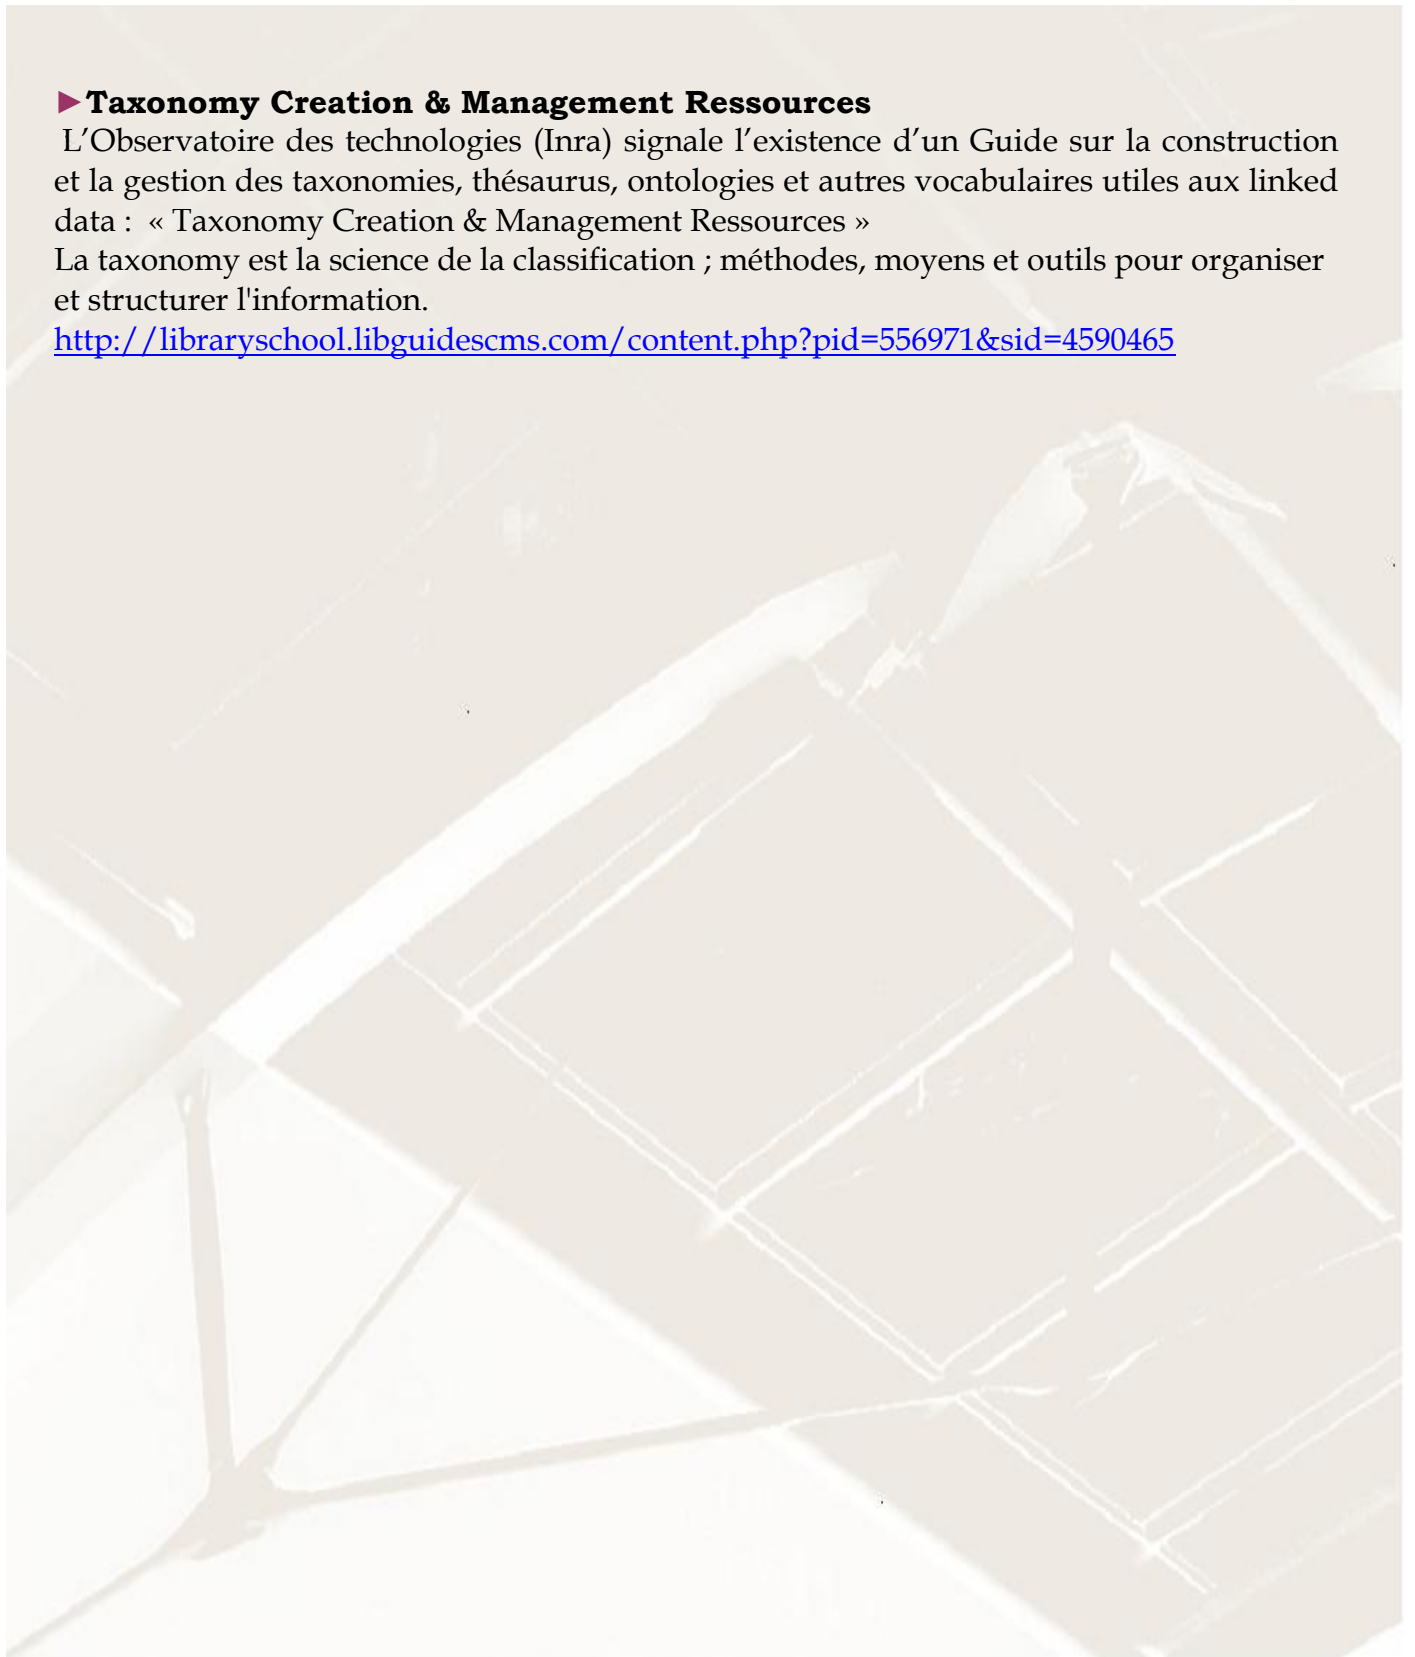 ►Taxonomy Creation & Management Ressources
L’Observatoire des technologies (Inra) signale l’existence d’un Guide sur la construction
et la gestion des taxonomies, thésaurus, ontologies et autres vocabulaires utiles aux linked
data :  « Taxonomy Creation & Management Ressources »
La taxonomy est la science de la classification ; méthodes, moyens et outils pour organiser
et structurer l'information.
http://libraryschool.libguidescms.com/content.php?pid=556971&sid=4590465